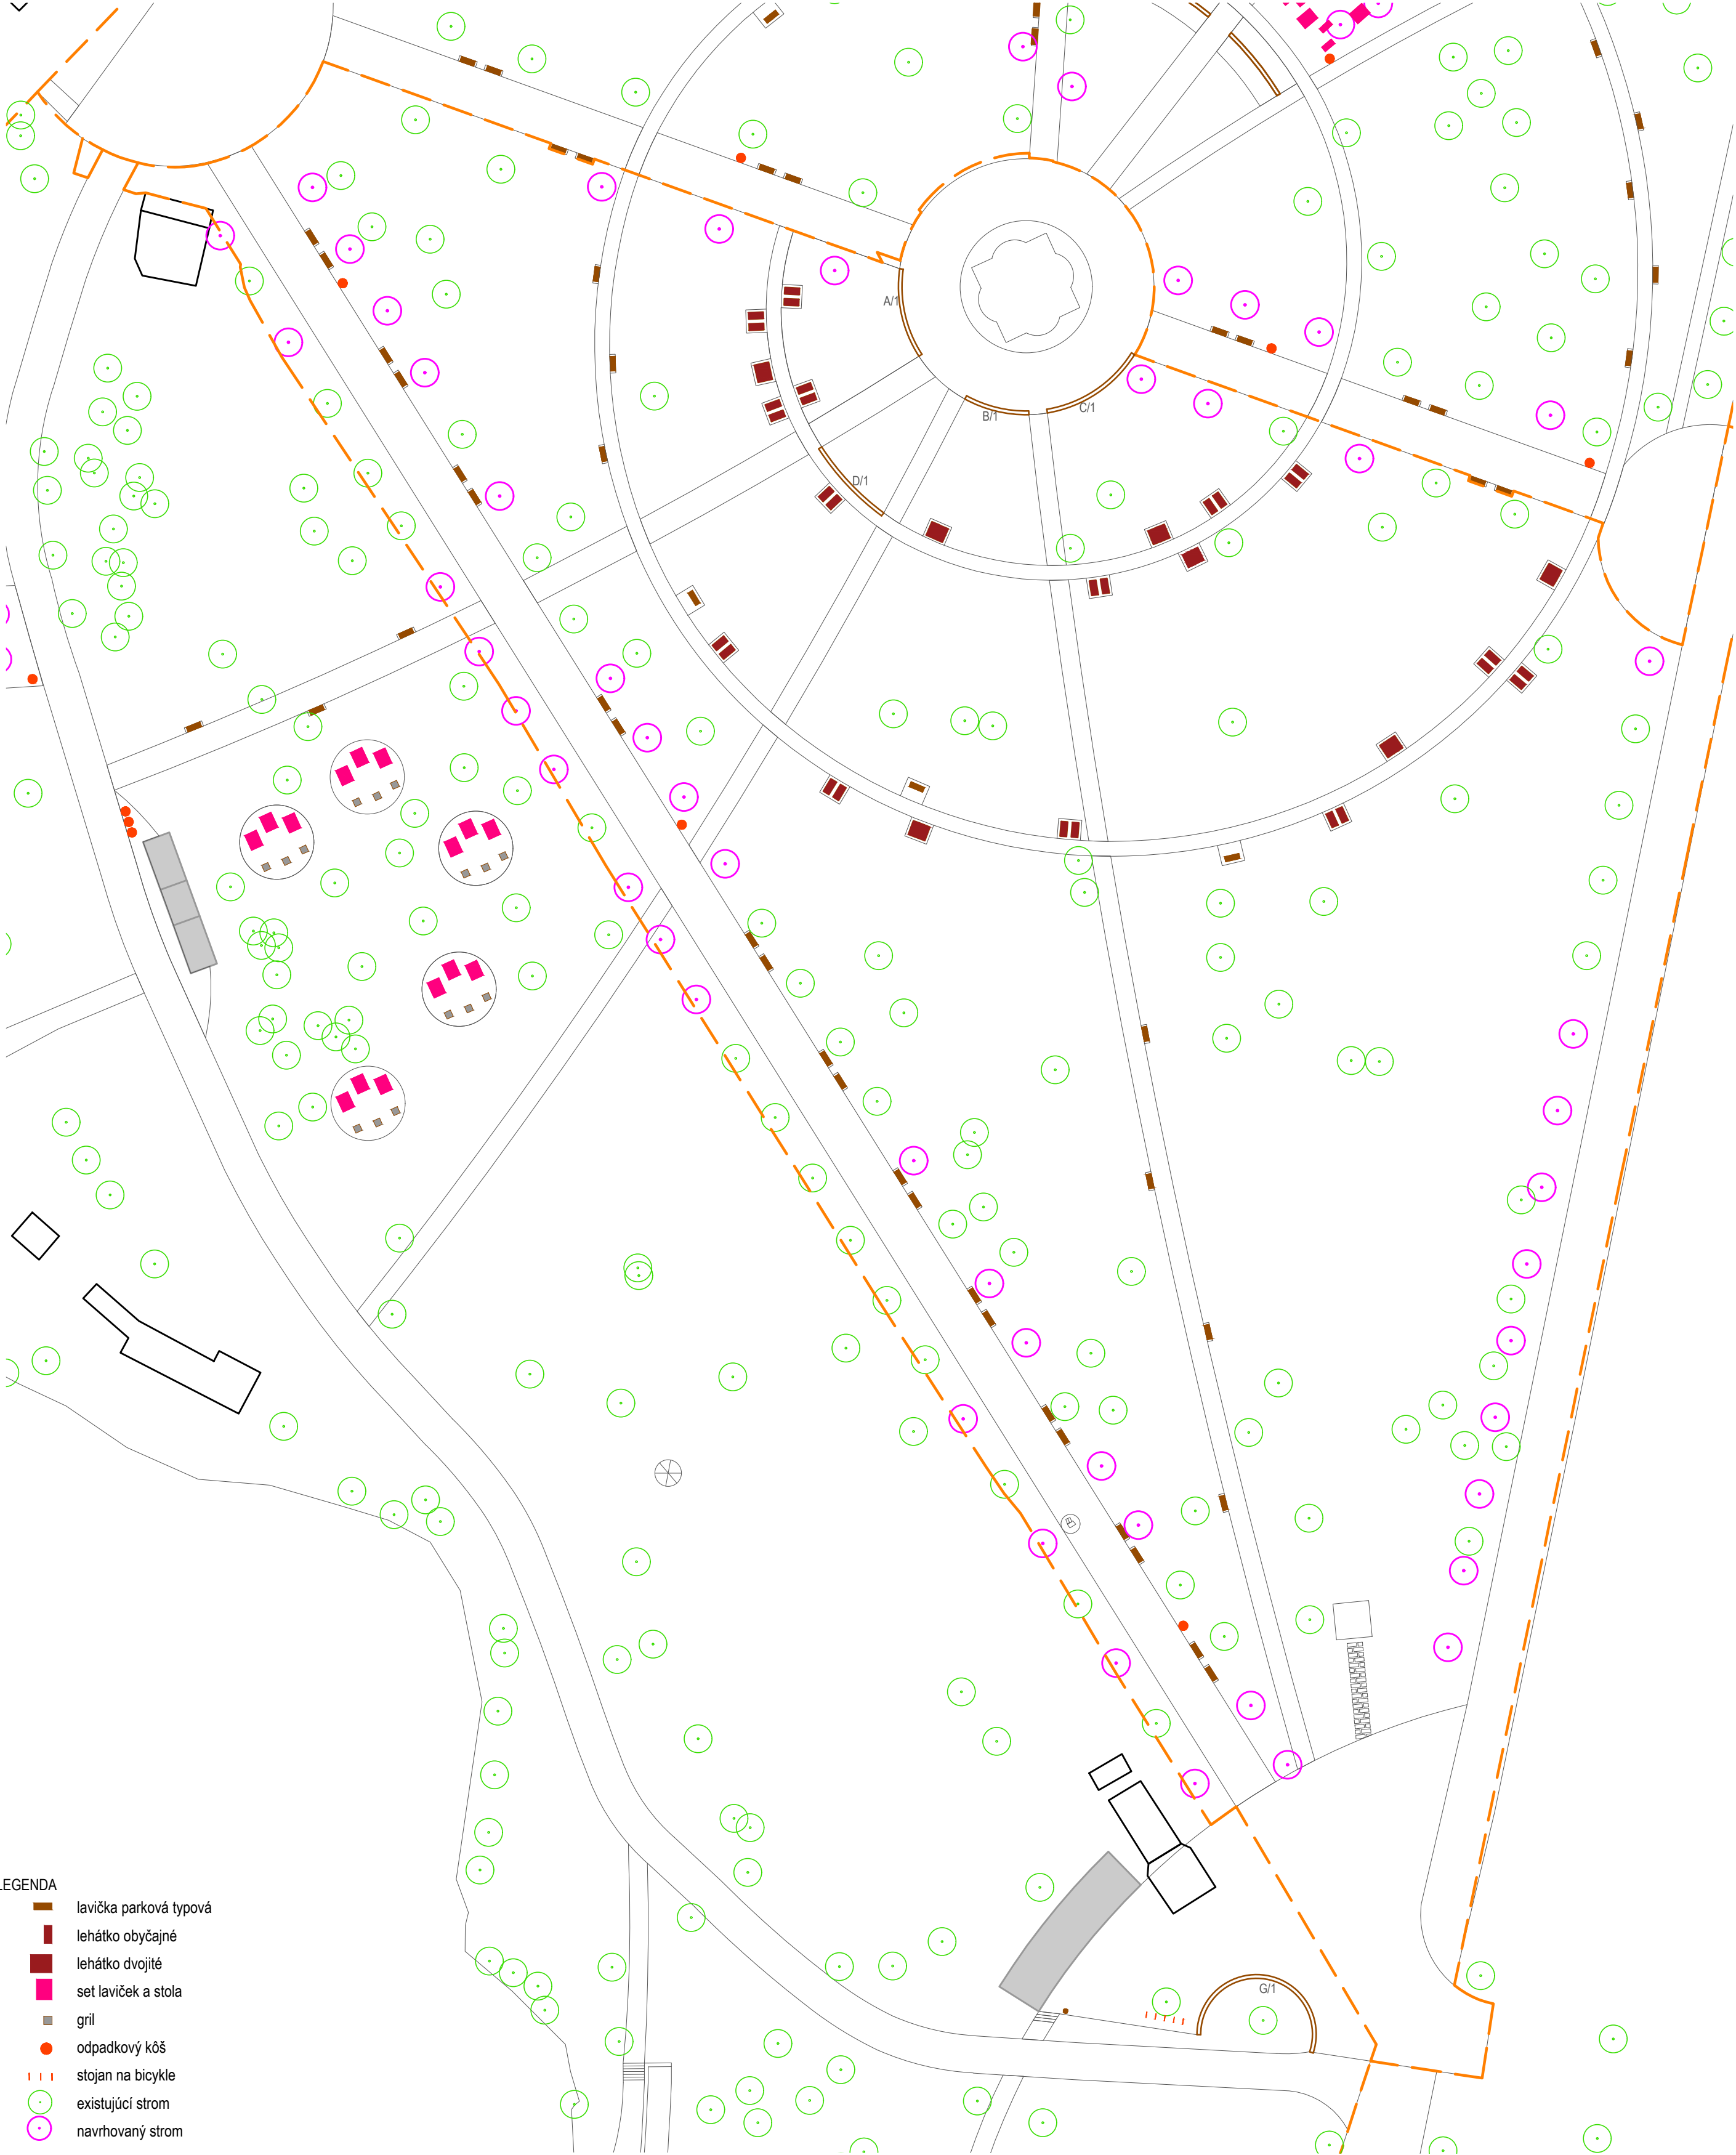 A/1
B/1
C/1
D/1
G/1
LEGENDA
lavička parková typová
lehátko obyčajné
lehátko dvojité
set laviček a stola
gril
odpadkový kôš
stojan na bicykle
existujúcí strom
navrhovaný strom